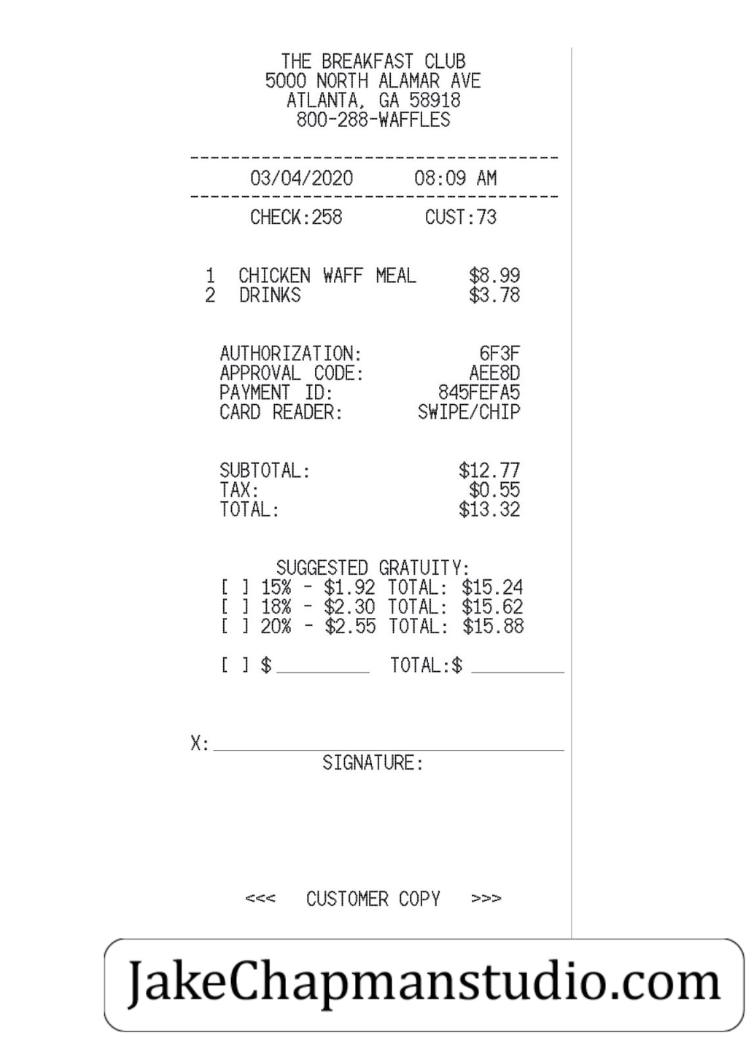 THE BREAKFAST CLUB
5000 NORTH ALAMAR AVE
ATLANTA, GA 58918
800-288-WAFFLES
------------------------------------
03/04/2020 08:09 AM
------------------------------------
CHECK:258 CUST:73
1 CHICKEN WAFF MEAL $8.99
2 DRINKS $3.78
AUTHORIZATION: 6F3F
APPROVAL CODE: AEE8D
PAYMENT ID: 845FEFA5
CARD READER: SWIPE/CHIP
SUBTOTAL: $12.77
TAX: $0.55
TOTAL: $13.32
SUGGESTED GRATUITY:
[ ] 15% - $1.92 TOTAL: $15.24
[ ] 18% - $2.30 TOTAL: $15.62
[ ] 20% - $2.55 TOTAL: $15.88
[ ] $ _________ TOTAL:$ _________
X: __________________________________
SIGNATURE:
<<< CUSTOMER COPY >>>
JakeChapmanstudio.com